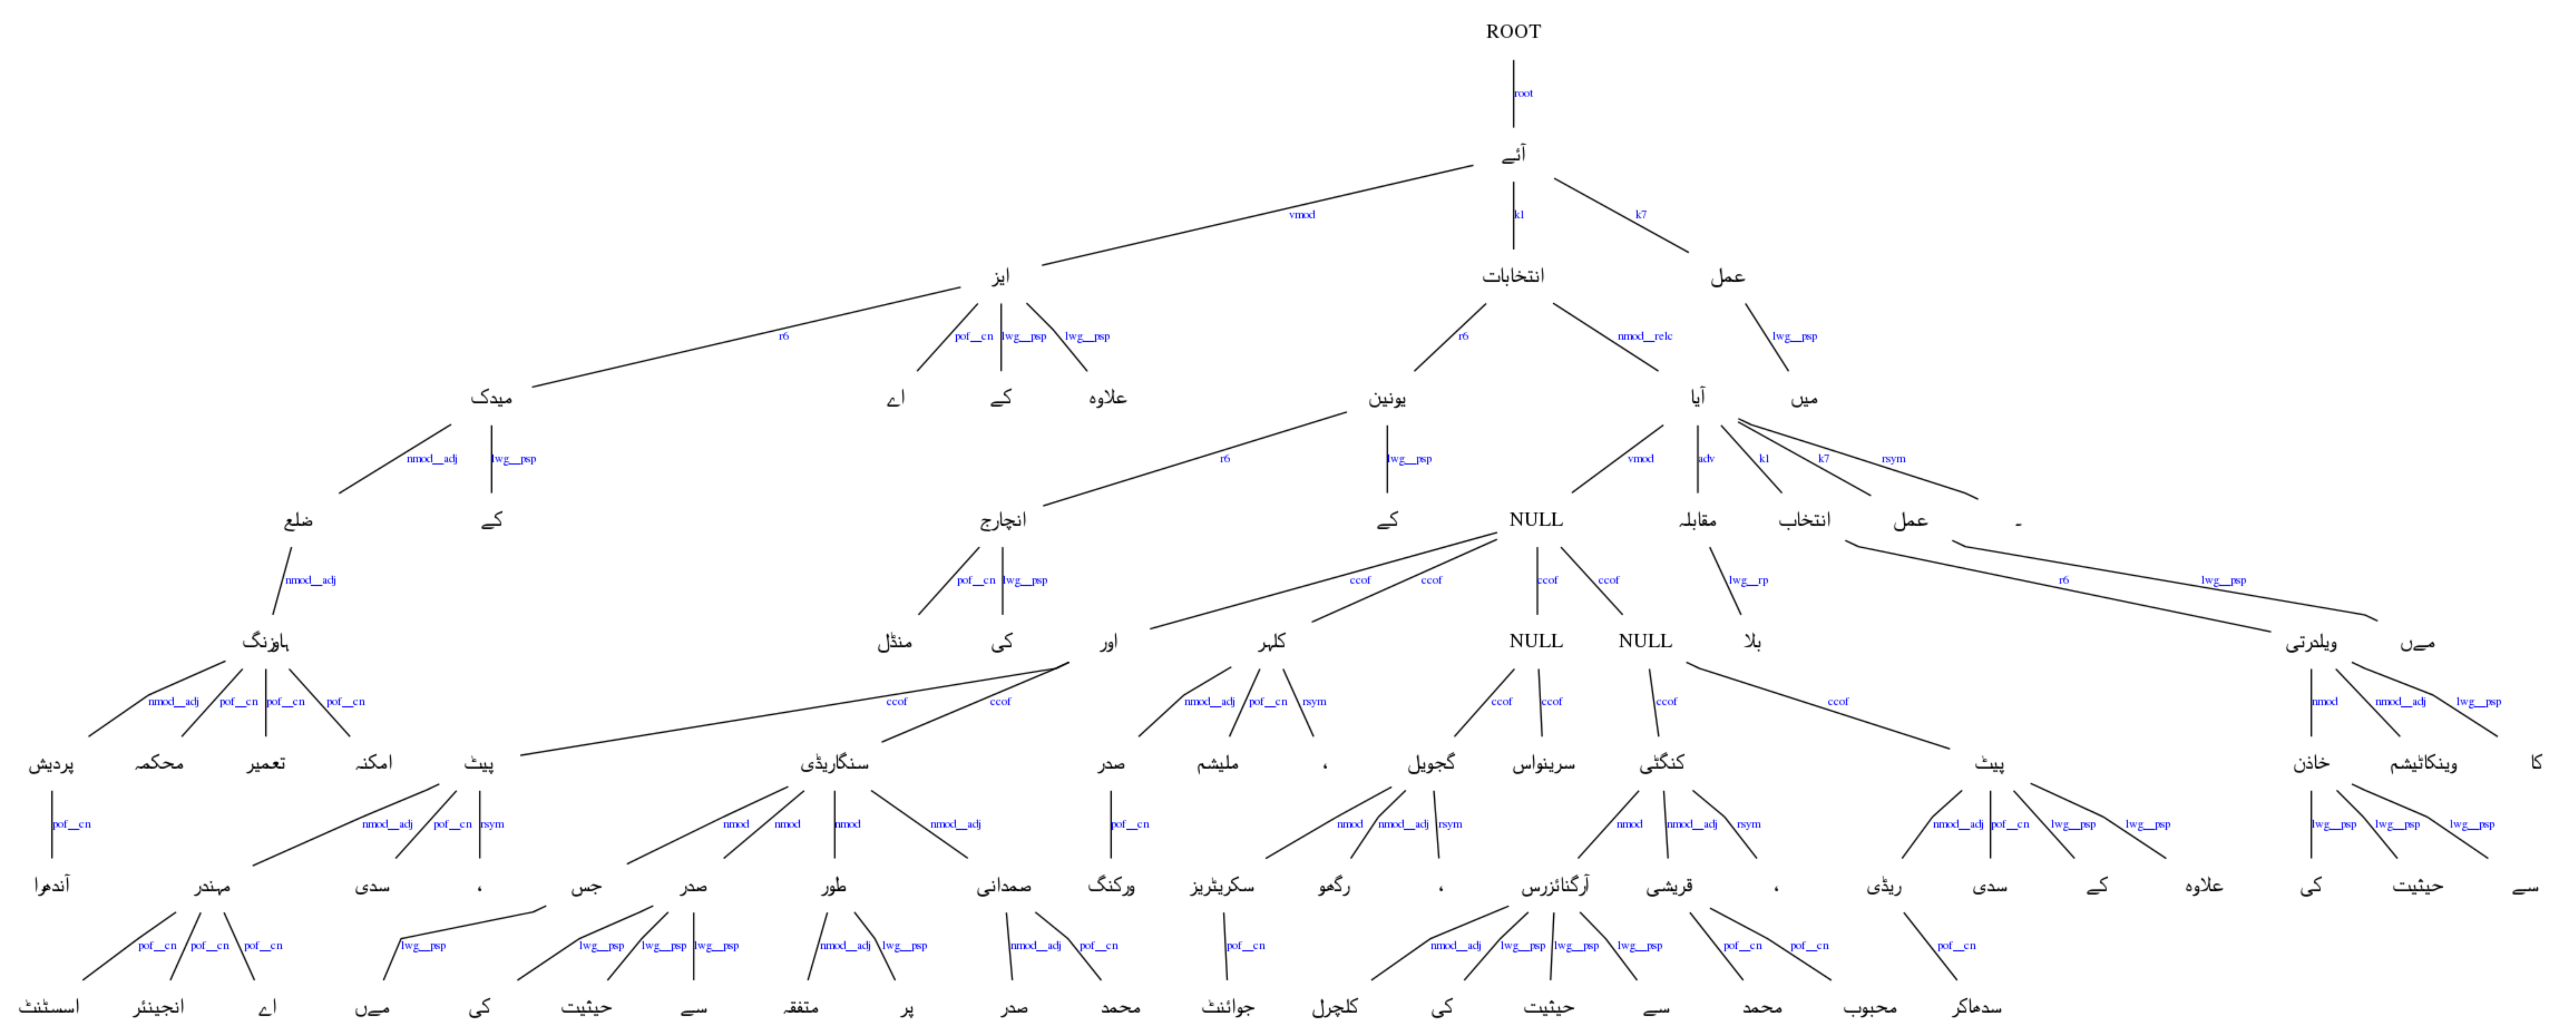 ROOT
root
آئے
vmod k1 k7
ایز انتخابات عمل
r6 pof__cn lwg__psp lwg__psp r6 nmod__relc lwg__psp
میدک اے کے علاوہ یونین آیا میں
nmod__adj lwg__psp r6 lwg__psp vmod adv k1 k7 rsym
ضلع کے انچارج کے NULL مقابلہ انتخاب عمل ۔
nmod__adj pof__cn lwg__psp ccof ccof ccof ccof lwg__rp r6 lwg__psp
ہاوزنگ منڈل کی اور کلہر NULL NULL بلا ویلدرتی مےں
nmod__adj pof__cn pof__cn pof__cn ccof ccof nmod__adj pof__cn rsym ccof ccof ccof ccof nmod nmod__adj lwg__psp
پردیش محکمہ تعمیر امکنہ پیٹ سنگاریڈی صدر ملیشم ، گجویل سرینواس کنگٹی پیٹ خاذن وینکاٹیشم کا
pof__cn nmod__adj pof__cn rsym nmod nmod nmod nmod__adj pof__cn nmod nmod__adj rsym nmod nmod__adj rsym nmod__adj pof__cn lwg__psp lwg__psp lwg__psp lwg__psp lwg__psp
آندھرا مہندر سدی ، جس صدر طور صمدانی ورکنگ سکریٹریز رگھو ، آرگنائزرس قریشی ، ریڈی سدی کے علاوہ کی حیثیت سے
pof__cn pof__cn pof__cn lwg__psp lwg__psp lwg__psp lwg__psp nmod__adj lwg__psp nmod__adj pof__cn pof__cn nmod__adj lwg__psp lwg__psp lwg__psp pof__cn pof__cn pof__cn
اسسٹنٹ انجینئر اے مےں کی حیثیت سے متفقہ پر صدر محمد جوائنٹ کلچرل کی حیثیت سے محمد محبوب سدھاکر